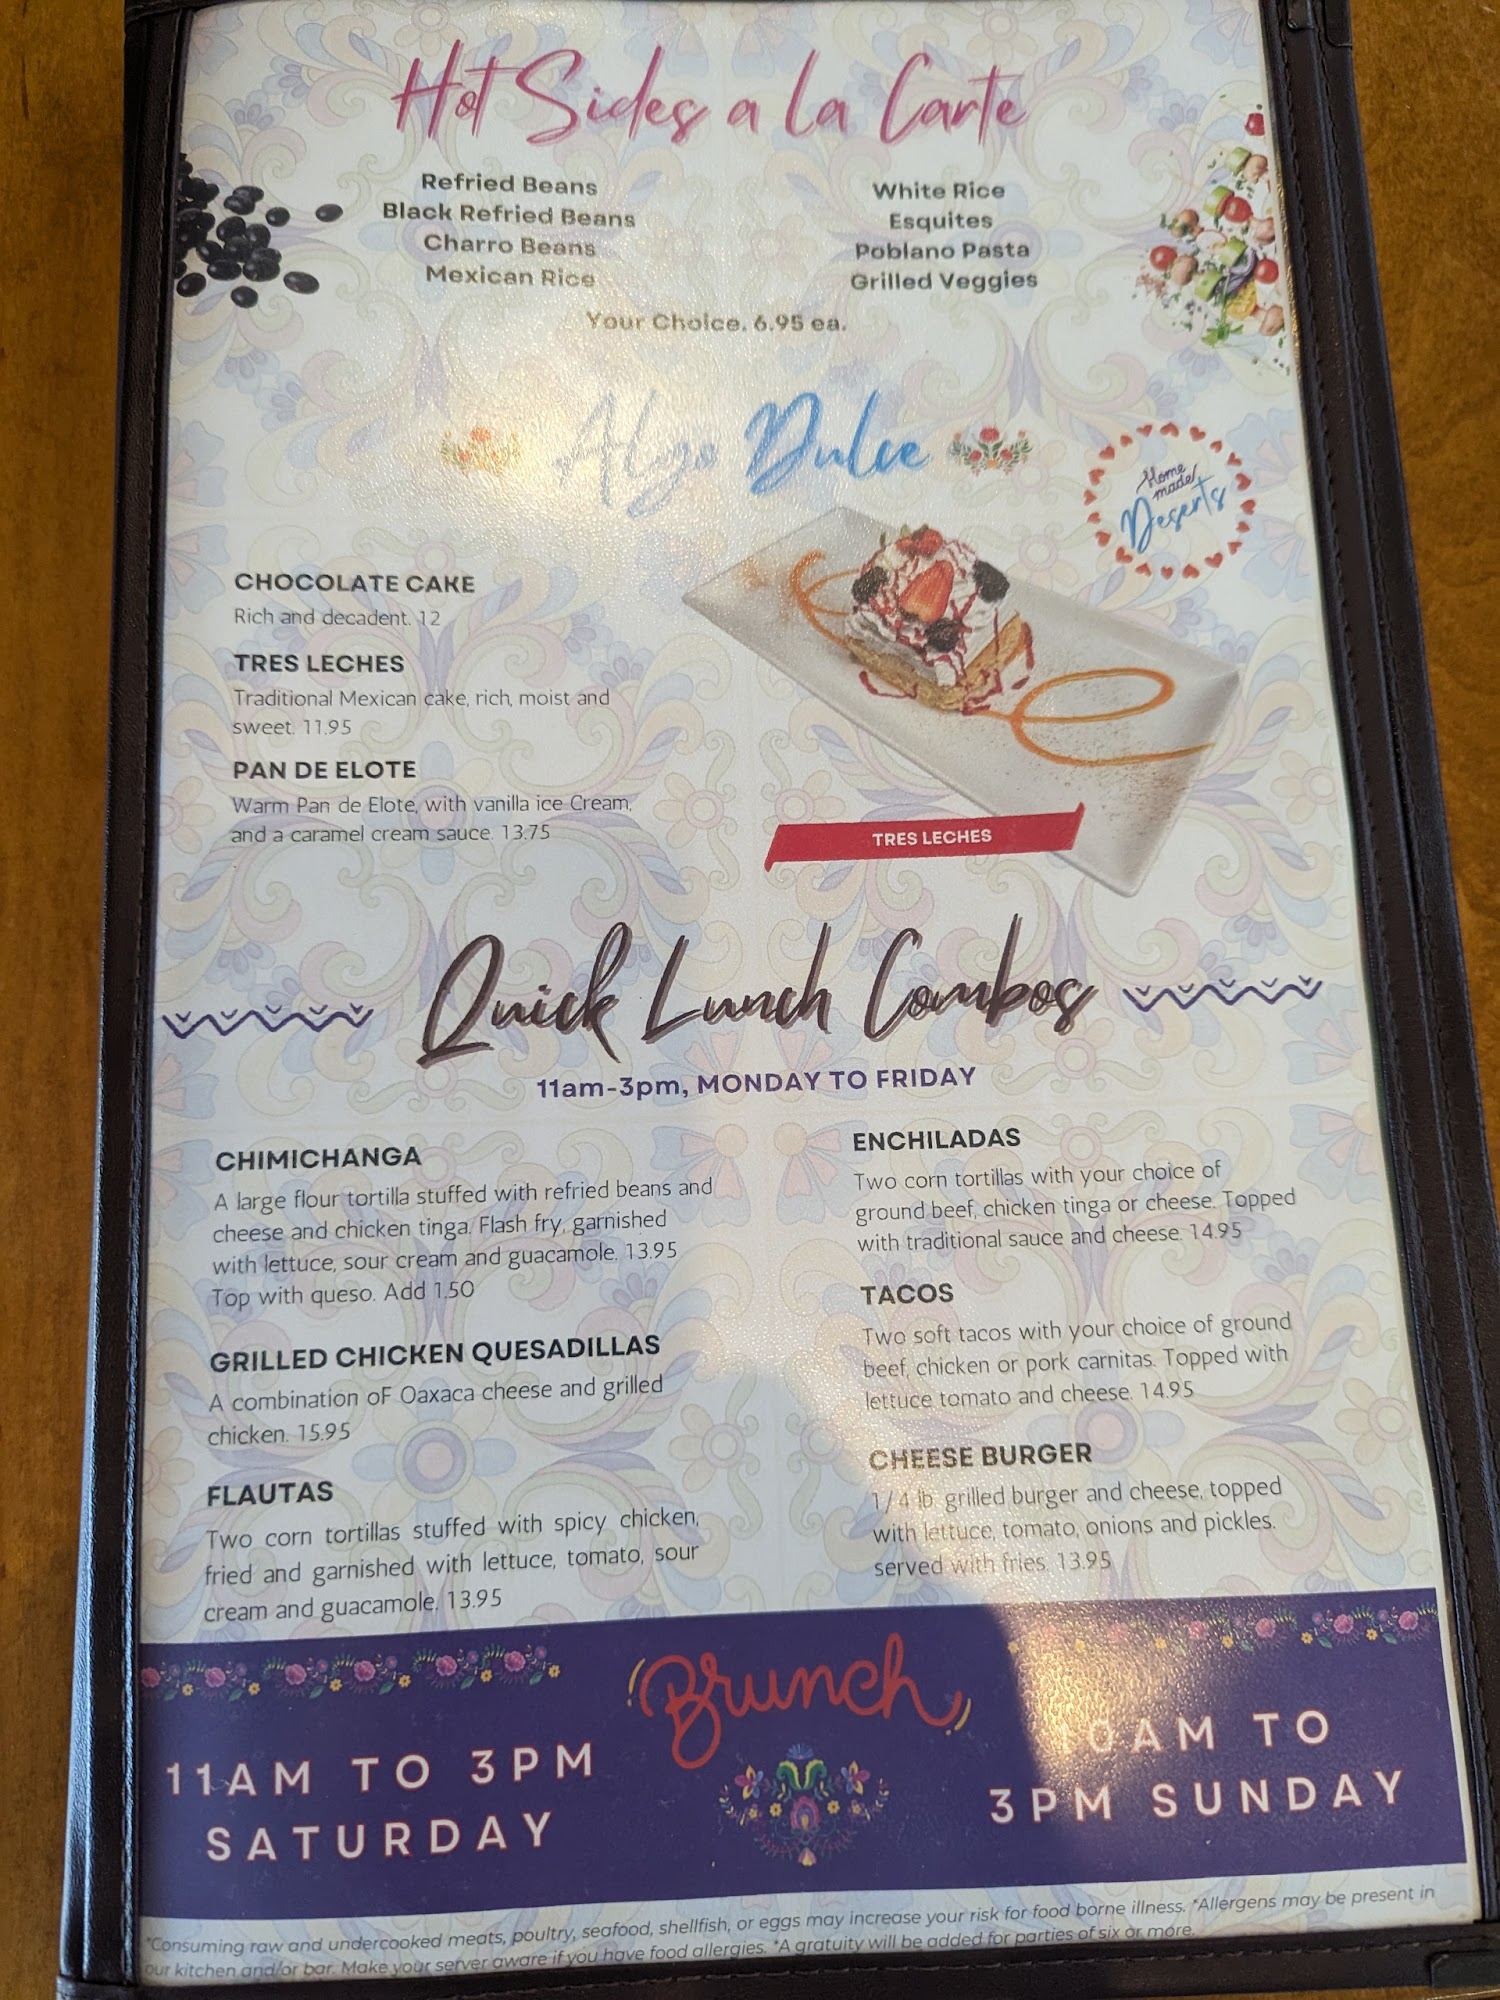 Hot Sides a la Carte
Refried Beans
Black Refried Beans
Charro Beans
Mexican Rice
White Rice
Esquites
Poblano Pasta
Grilled Veggies
Your Choice. 6.95 ea.
Algo Dulce
Home
made
Deserts
CHOCOLATE CAKE
Rich and decadent. 12
TRES LECHES
Traditional Mexican cake, rich, moist and
sweet. 11.95
PAN DE ELOTE
Warm Pan de Elote, with vanilla ice Cream,
and a caramel cream sauce. 13.75
TRES LECHES
Quick Lunch Combos
11am-3pm, MONDAY TO FRIDAY
CHIMICHANGA
A large flour tortilla stuffed with refried beans and
cheese and chicken tinga. Flash fry, garnished
with lettuce, sour cream and guacamole. 13.95
Top with queso. Add 1.50
GRILLED CHICKEN QUESADILLAS
A combination oF Oaxaca cheese and grilled
chicken. 15.95
FLAUTAS
Two corn tortillas stuffed with spicy chicken,
fried and garnished with lettuce, tomato, sour
cream and guacamole. 13.95
ENCHILADAS
Two corn tortillas with your choice of
ground beef, chicken tinga or cheese. Topped
with traditional sauce and cheese. 14.95
TACOS
Two soft tacos with your choice of ground
beef, chicken or pork carnitas. Topped with
lettuce tomato and cheese. 14.95
CHEESE BURGER
1/4 lb. grilled burger and cheese, topped
with lettuce, tomato, onions and pickles.
served with fries. 13.95
Brunch
11AM TO 3PM
SATURDAY
10AM TO
3PM SUNDAY
*Consuming raw and undercooked meats, poultry, seafood, shellfish, or eggs may increase your risk for food borne illness. *Allergens may be present in
our kitchen and/or bar. Make your server aware if you have food allergies. *A gratuity will be added for parties of six or more.